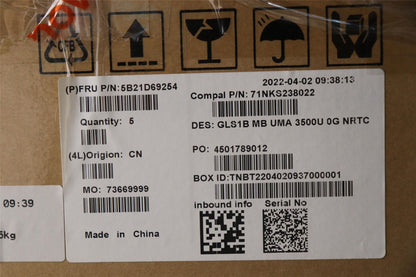 (P)FRU P/N:5B21D69254
2022-04-02 09:38:13
Compal P/N: 71NKS238022
Quantity: 5
DES: GLS1B MB UMA 3500U 0G NRTC
(4L)Origion: CN
PO: 4501789012
MO: 73669999
BOX ID:TNBT2204020937000001
inbound info
Serial No
Made in China
09:39
5kg